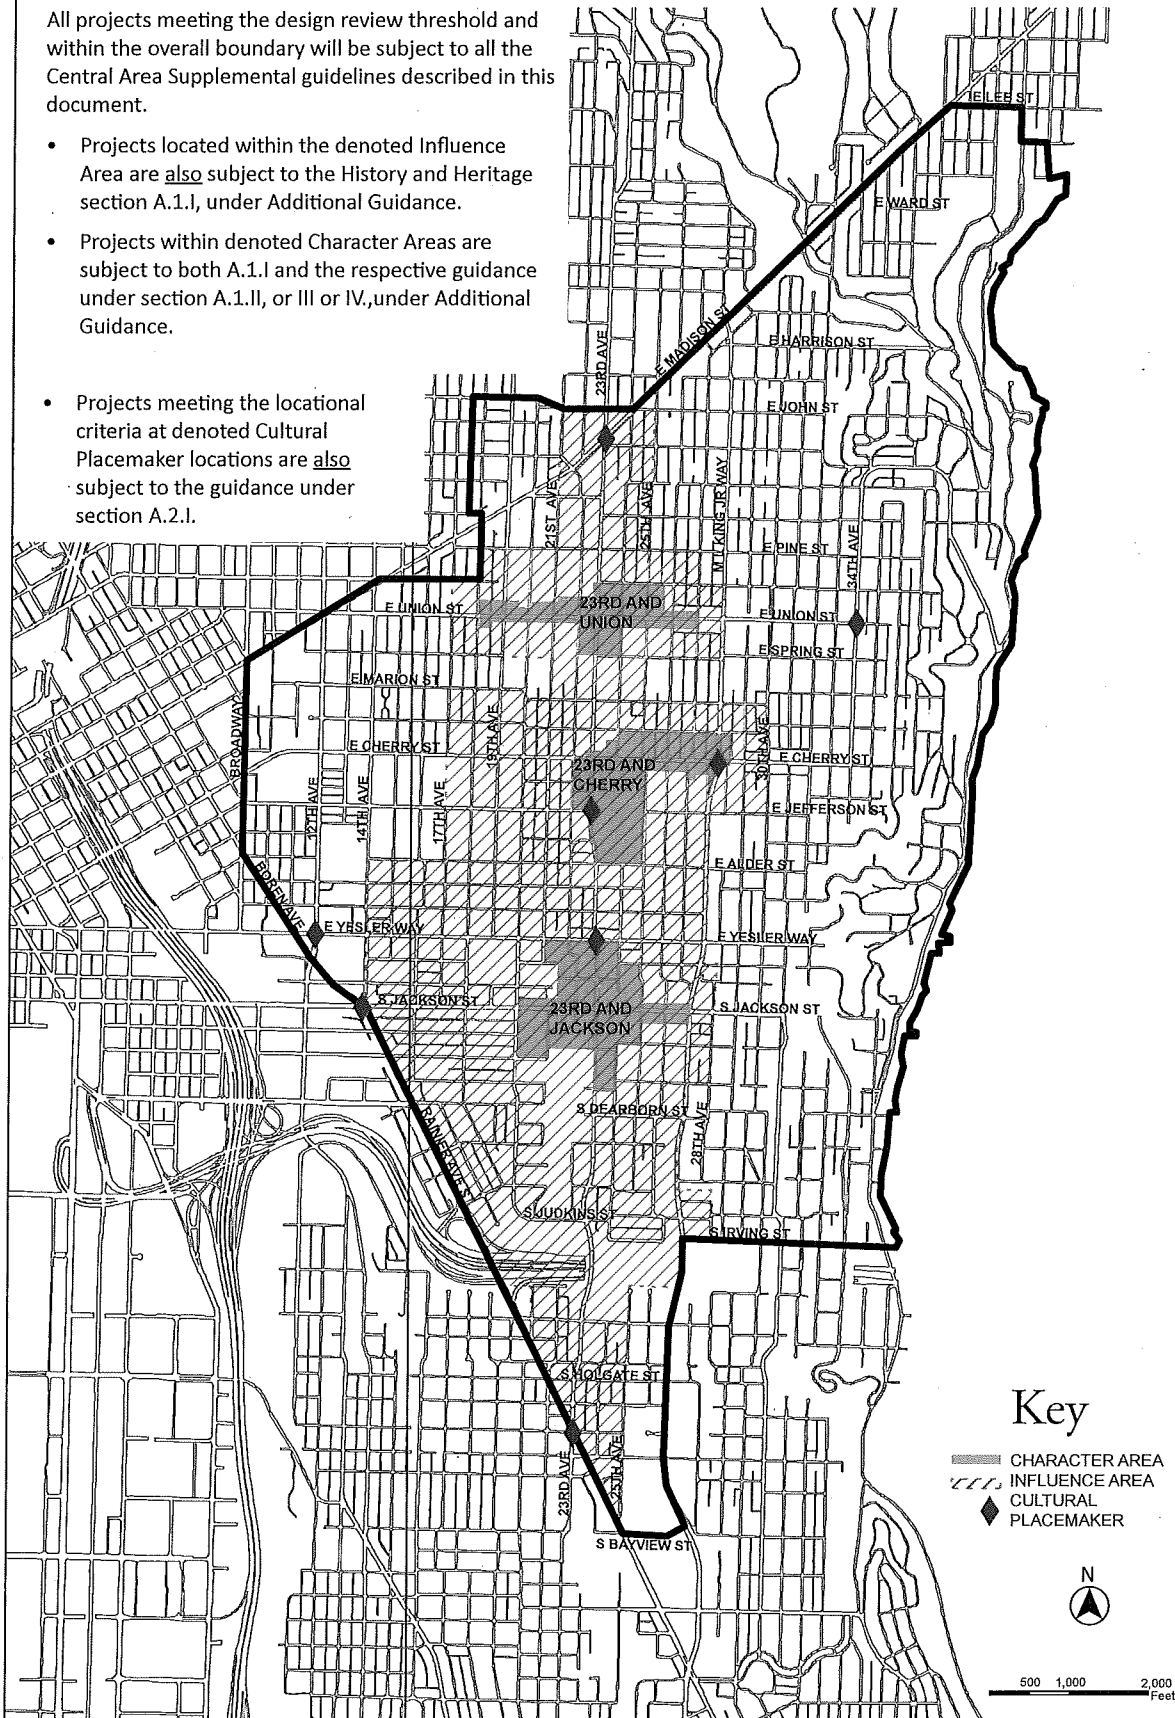 All projects meeting the design review threshold and
within the overall boundary will be subject to all the
Central Area Supplemental guidelines described in this
document.
• Projects located within the denoted Influence
Area are also subject to the History and Heritage
section A.1.I, under Additional Guidance.
• Projects within denoted Character Areas are
subject to both A.1.I and the respective guidance
under section A.1.II, or III or IV.,under Additional
Guidance.
• Projects meeting the locational
criteria at denoted Cultural
Placemaker locations are also
subject to the guidance under
section A.2.I.
E LEE ST
E WARD ST
E MADISON ST
23RD AVE
E HARRISON ST
E JOHN ST
21ST AVE
25TH AVE
M L KING JR WAY
E PINE ST
34TH AVE
E UNION ST
23RD AND
UNION
E UNION ST
E SPRING ST
E MARION ST
BROADWAY
19TH AVE
30TH AVE
E CHERRY ST
23RD AND
CHERRY
E CHERRY ST
12TH AVE
14TH AVE
17TH AVE
E JEFFERSON ST
E ALDER ST
BOREN AVE
E YESLER WAY
E YESLER WAY
S JACKSON ST
23RD AND
JACKSON
S JACKSON ST
S DEARBORN ST
28TH AVE
RAINIER AVE S
S JUDKINS ST
S IRVING ST
S HOLGATE ST
23RD AVE
25TH AVE
S BAYVIEW ST
Key
CHARACTER AREA
INFLUENCE AREA
CULTURAL
PLACEMAKER
N
500 1,000 2,000
Feet